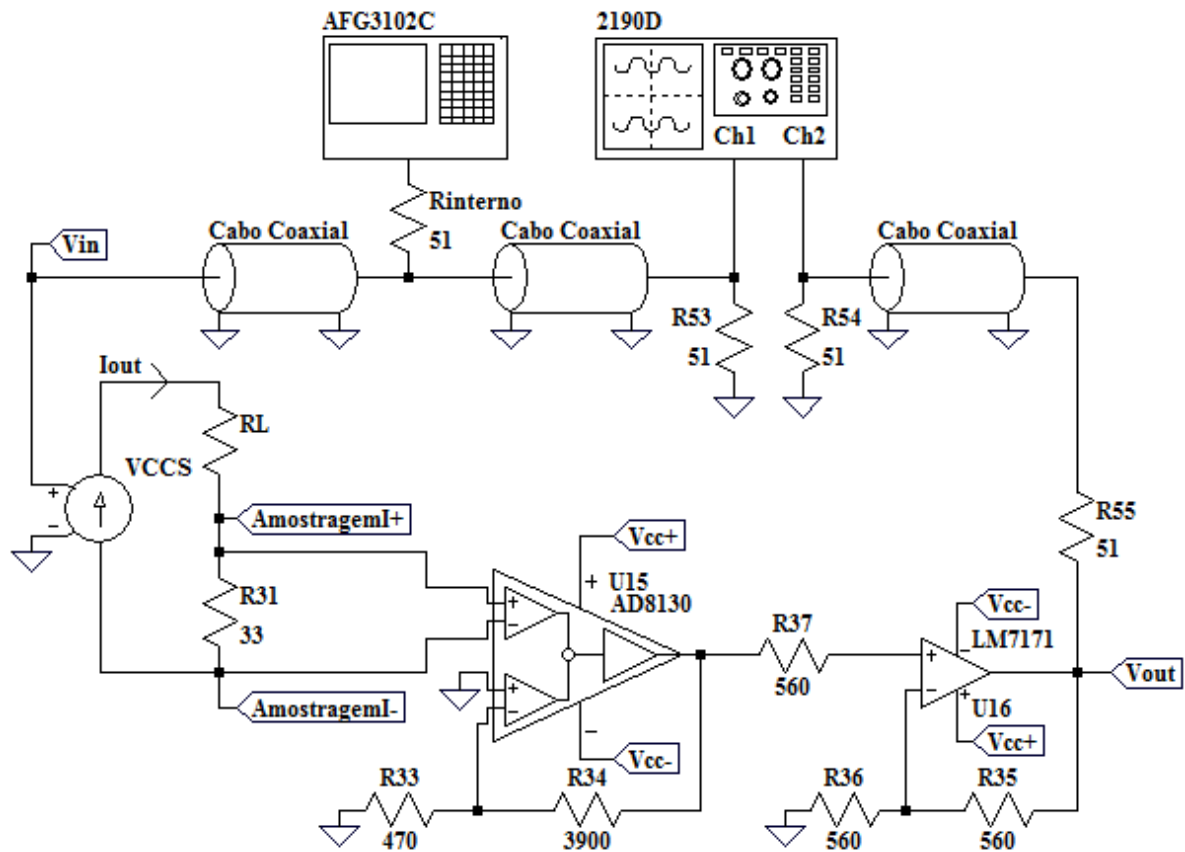 AFG3102C
2190D
Ch1
Ch2
Rinterno
51
Cabo Coaxial
Cabo Coaxial
Cabo Coaxial
Vin
R53
51
R54
51
Iout
RL
VCCS
+
-
AmostragemI+
R31
33
AmostragemI-
Vcc+
+
U15
AD8130
+
-
+
-
-
Vcc-
R37
560
Vcc-
-
LM7171
+
-
+
U16
Vcc+
R55
51
Vout
R33
470
R34
3900
R36
560
R35
560